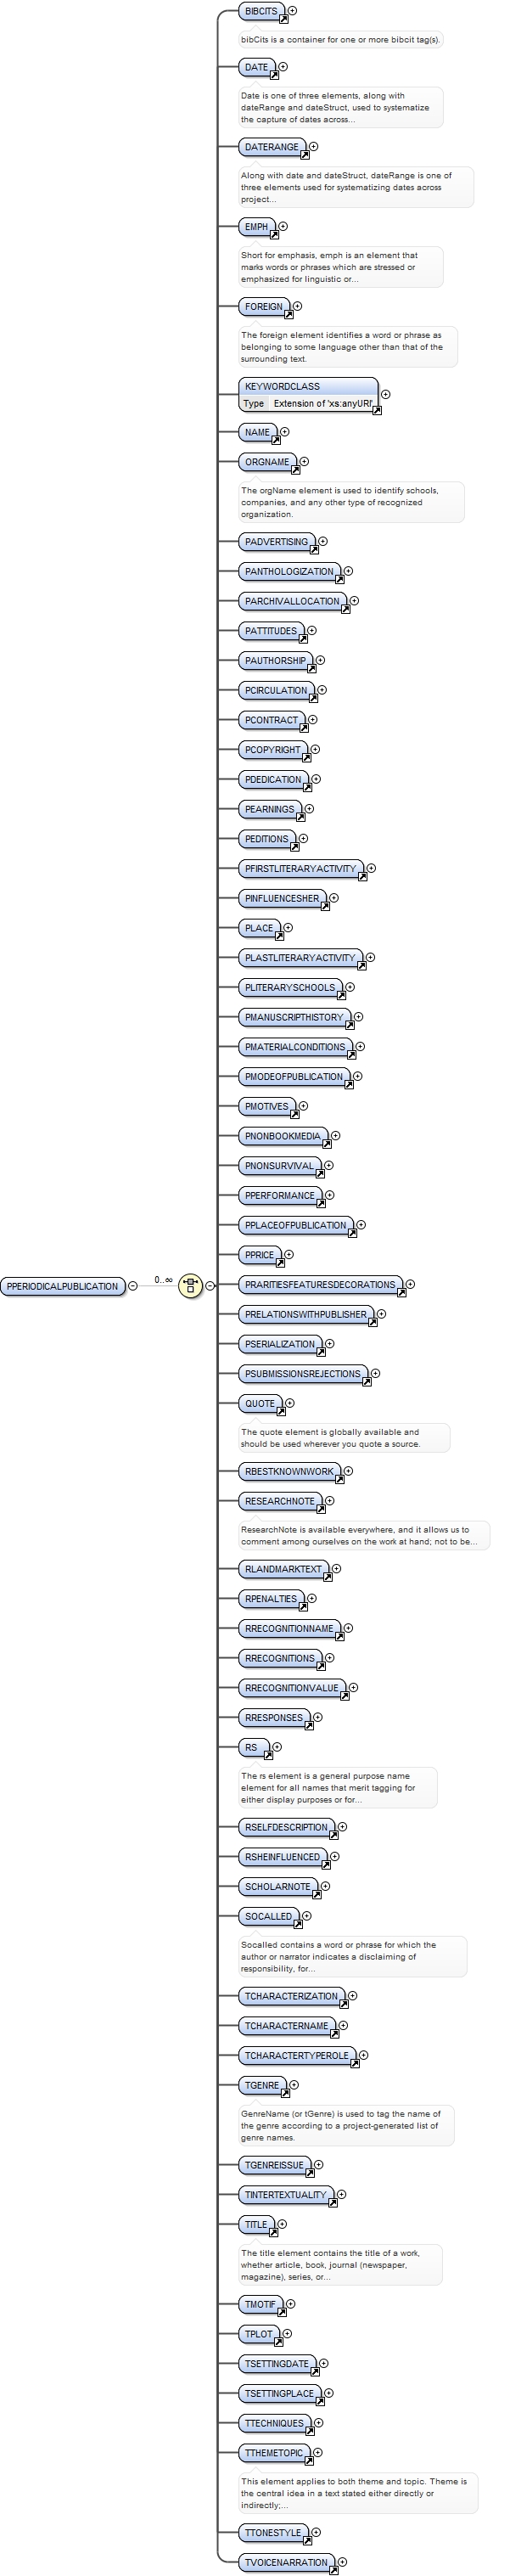 BIBCITS
bibCits is a container for one or more bibcit tag(s).
DATE
Date is one of three elements, along with
dateRange and dateStruct, used to systematize
the capture of dates across...
DATERANGE
Along with date and dateStruct, dateRange is one of
three elements used for systematizing dates across
project...
EMPH
Short for emphasis, emph is an element that
marks words or phrases which are stressed or
emphasized for linguistic or...
FOREIGN
The foreign element identifies a word or phrase as
belonging to some language other than that of the
surrounding text.
KEYWORDCLASS
Type Extension of 'xs:anyURI'
NAME
ORGNAME
The orgName element is used to identify schools,
companies, and any other type of recognized
organization.
PADVERTISING
PANTHOLOGIZATION
PARCHIVALLOCATION
PATTITUDES
PAUTHORSHIP
PCIRCULATION
PCONTRACT
PCOPYRIGHT
PDEDICATION
PEARNINGS
PEDITIONS
PFIRSTLITERARYACTIVITY
PINFLUENCESHER
PLACE
PLASTLITERARYACTIVITY
PLITERARYSCHOOLS
PMANUSCRIPTHISTORY
PMATERIALCONDITIONS
PMODEOFPUBLICATION
PMOTIVES
PNONBOOKMEDIA
PNONSURVIVAL
PPERFORMANCE
PPLACEOFPUBLICATION
PPRICE
PPERIODICALPUBLICATION 0..∞ PRARITIESFEATURESDECORATIONS
PRELATIONSWITHPUBLISHER
PSERIALIZATION
PSUBMISSIONSREJECTIONS
QUOTE
The quote element is globally available and
should be used wherever you quote a source.
RBESTKNOWNWORK
RESEARCHNOTE
ResearchNote is available everywhere, and it allows us to
comment among ourselves on the work at hand; not to be...
RLANDMARKTEXT
RPENALTIES
RRECOGNITIONNAME
RRECOGNITIONS
RRECOGNITIONVALUE
RRESPONSES
RS
The rs element is a general purpose name
element for all names that merit tagging for
either display purposes or for...
RSELFDESCRIPTION
RSHEINFLUENCED
SCHOLARNOTE
SOCALLED
Socalled contains a word or phrase for which the
author or narrator indicates a disclaiming of
responsibility, for...
TCHARACTERIZATION
TCHARACTERNAME
TCHARACTERTYPEROLE
TGENRE
GenreName (or tGenre) is used to tag the name of
the genre according to a project-generated list of
genre names.
TGENREISSUE
TINTERTEXTUALITY
TITLE
The title element contains the title of a work,
whether article, book, journal (newspaper,
magazine), series, or...
TMOTIF
TPLOT
TSETTINGDATE
TSETTINGPLACE
TTECHNIQUES
TTHEMETOPIC
This element applies to both theme and topic. Theme is
the central idea in a text stated either directly or
indirectly;...
TTONESTYLE
TVOICENARRATION